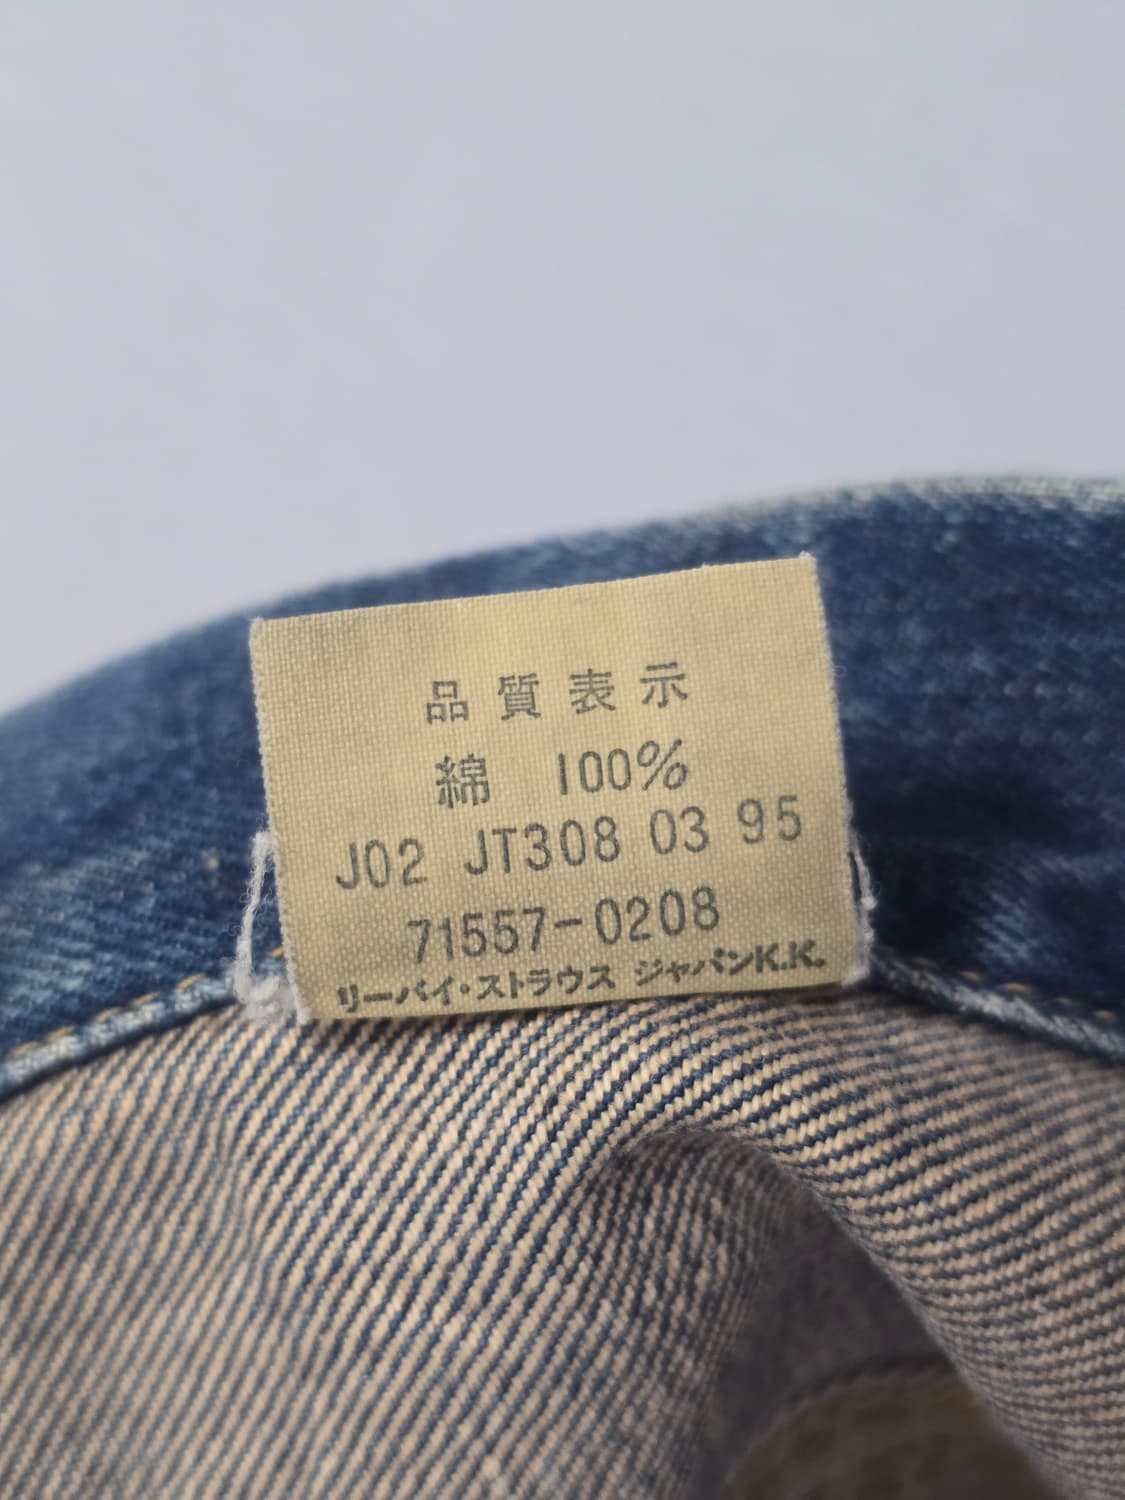 品質表示
綿 100%
J02 JT308 03 95
71557-0208
リーバイ・ストラウス ジャパンK.K.